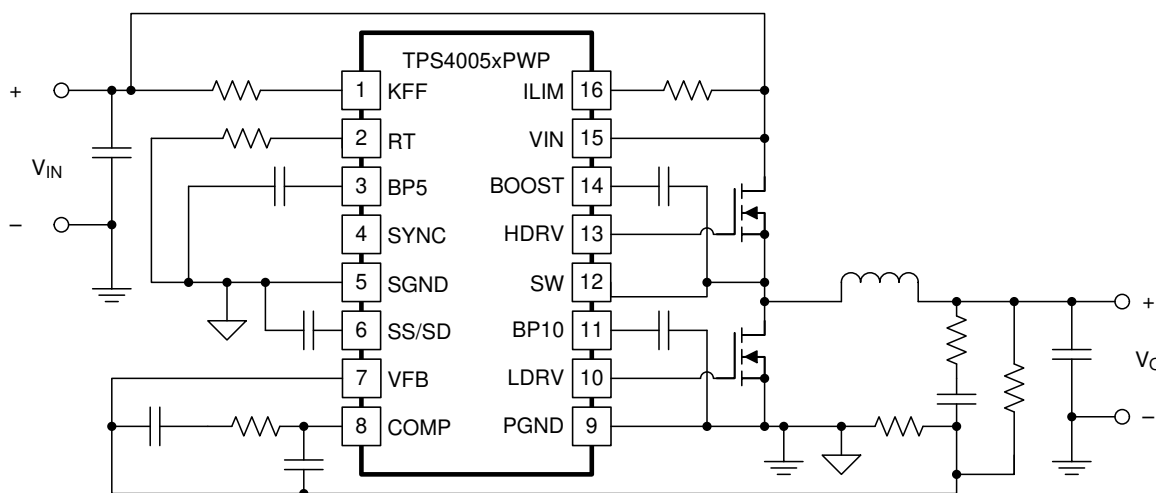 TPS4005xPWP
+
1 KFF
ILIM 16
2 RT
VIN 15
VIN
3 BP5
BOOST 14
−
4 SYNC
HDRV 13
5 SGND
SW 12
+
6 SS/SD
BP10 11
7 VFB
LDRV 10
8 COMP
PGND 9
−